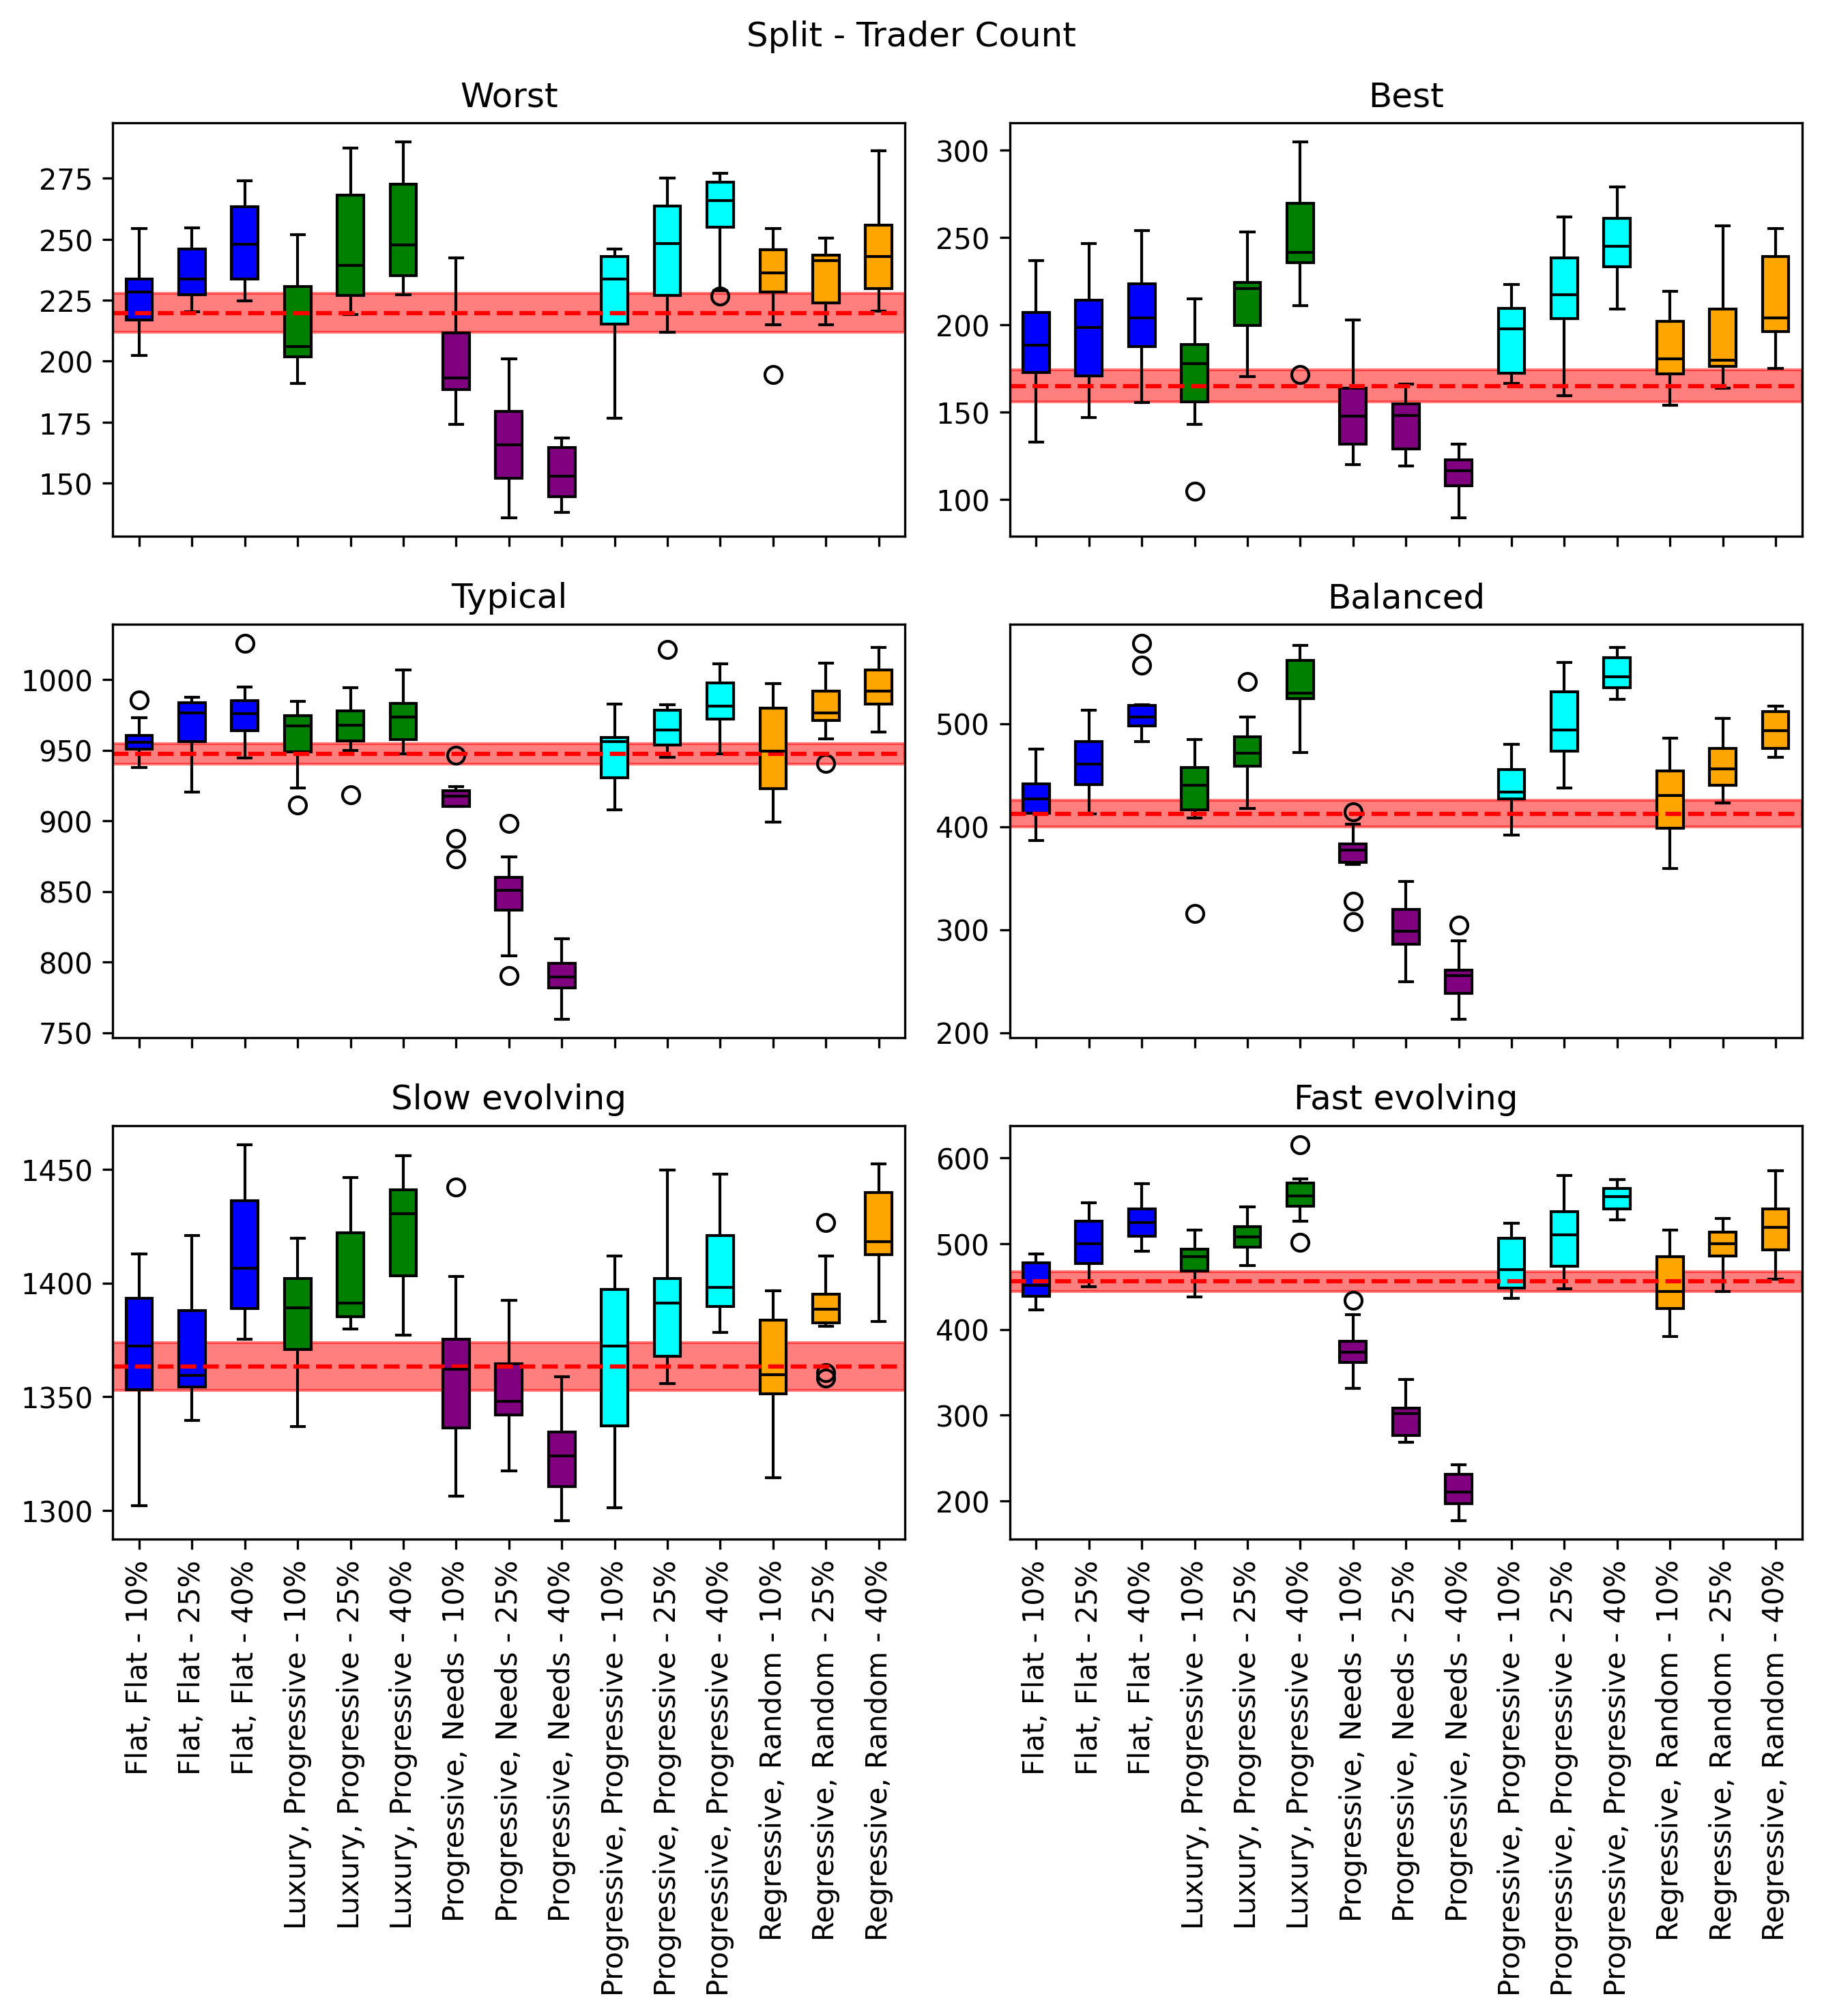 Split - Trader Count
Worst
275
250
225
200
175
150
Best
300
250
200
150
100
Typical
1000
950
900
850
800
750
Balanced
500
400
300
200
Slow evolving
1450
1400
1350
1300
Flat, Flat - 10%
Flat, Flat - 25%
Flat, Flat - 40%
Luxury, Progressive - 10%
Luxury, Progressive - 25%
Luxury, Progressive - 40%
Progressive, Needs - 10%
Progressive, Needs - 25%
Progressive, Needs - 40%
Progressive, Progressive - 10%
Progressive, Progressive - 25%
Progressive, Progressive - 40%
Regressive, Random - 10%
Regressive, Random - 25%
Regressive, Random - 40%
Fast evolving
600
500
400
300
200
Flat, Flat - 10%
Flat, Flat - 25%
Flat, Flat - 40%
Luxury, Progressive - 10%
Luxury, Progressive - 25%
Luxury, Progressive - 40%
Progressive, Needs - 10%
Progressive, Needs - 25%
Progressive, Needs - 40%
Progressive, Progressive - 10%
Progressive, Progressive - 25%
Progressive, Progressive - 40%
Regressive, Random - 10%
Regressive, Random - 25%
Regressive, Random - 40%